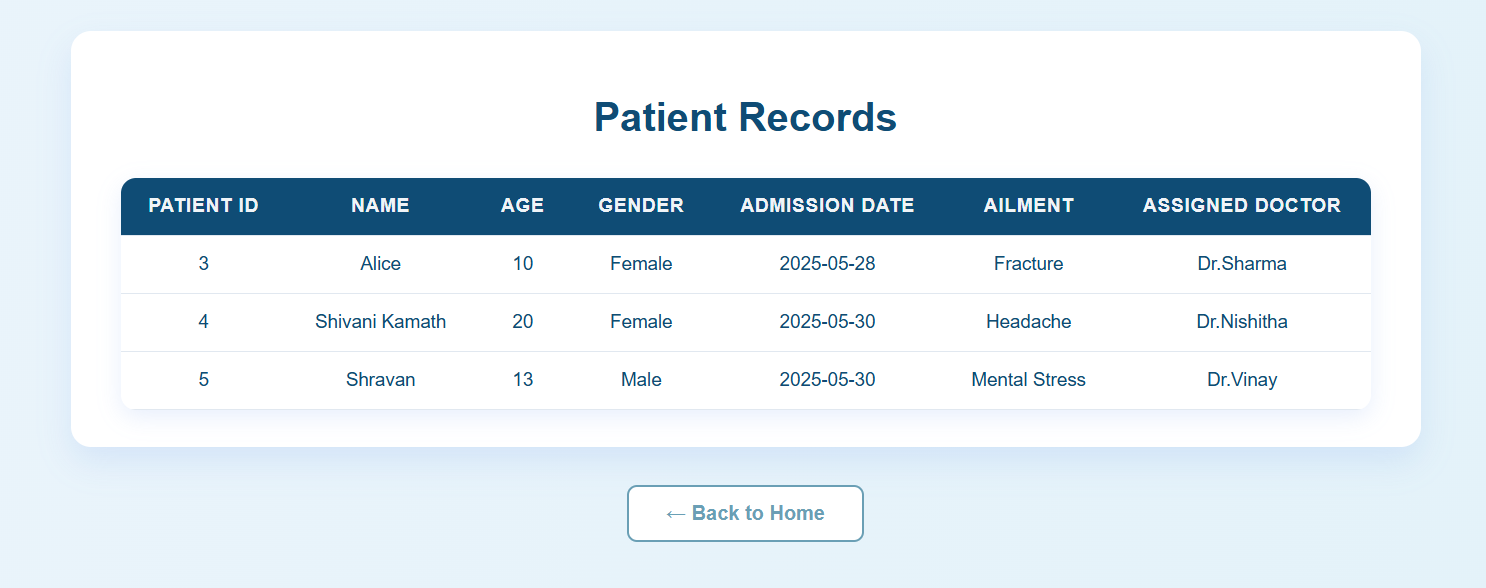 Patient Records
PATIENT ID NAME AGE GENDER ADMISSION DATE AILMENT ASSIGNED DOCTOR
3 Alice 10 Female 2025-05-28 Fracture Dr.Sharma
4 Shivani Kamath 20 Female 2025-05-30 Headache Dr.Nishitha
5 Shravan 13 Male 2025-05-30 Mental Stress Dr.Vinay
← Back to Home